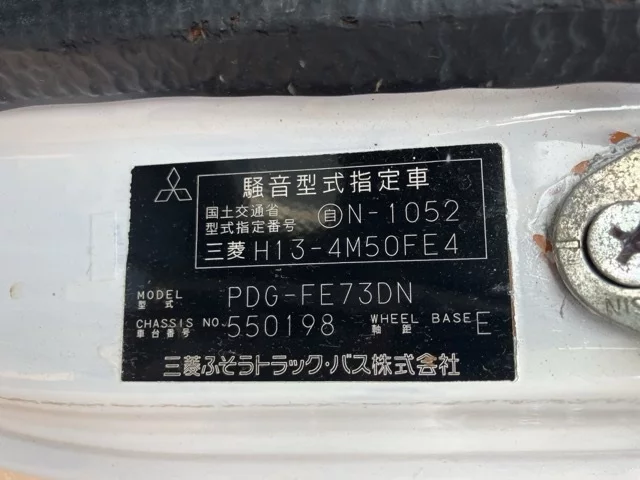 騒音型式指定車
国土交通省
型式指定番号 自N-1052
三菱 H13-4M50FE4
MODEL PDG-FE73DN
型式
CHASSIS NO. 550198 WHEEL BASE E
車台番号 軸距
三菱ふそうトラック・バス株式会社